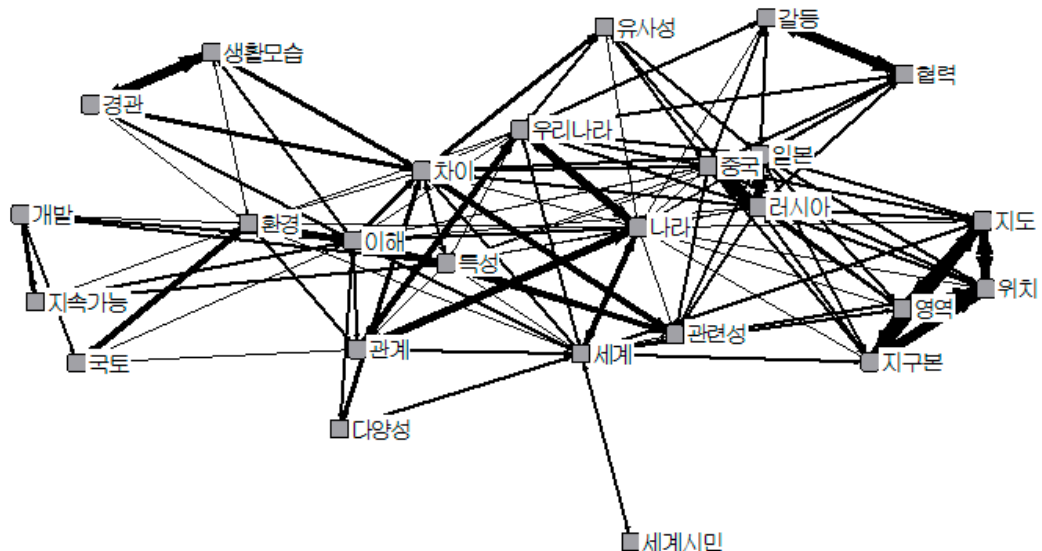 갈등
유사성
생활모습
협력
경관
우리나라
일본
중국
차이
러시아
개발
지도
환경
나라
이해
특성
위치
지속가능
영역
관련성
관계
세계
국토
지구본
다양성
세계시민